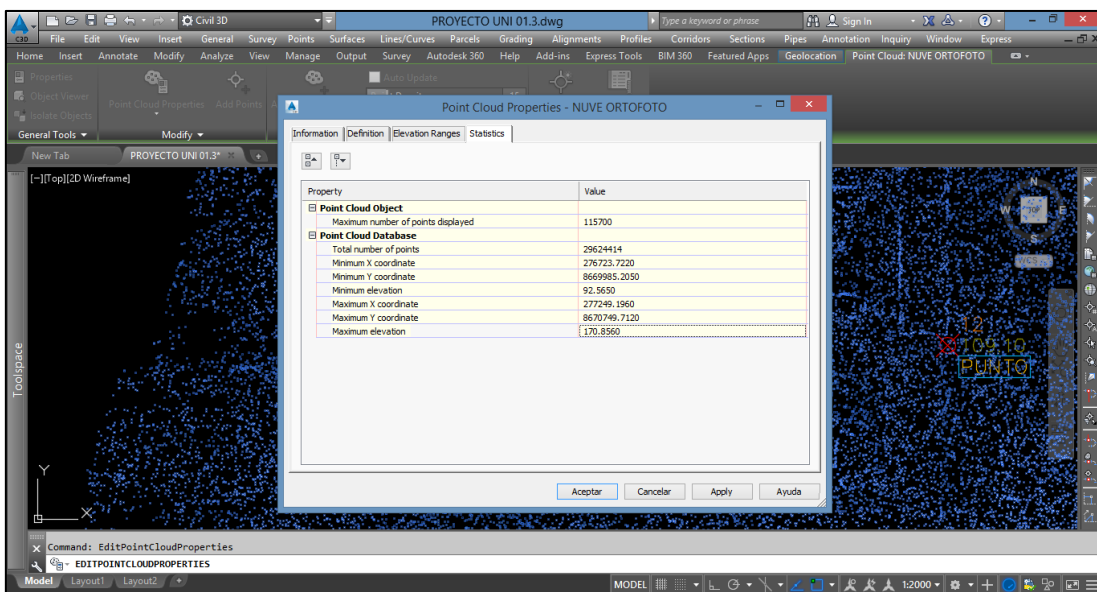 Civil 3D
PROYECTO UNI 01.3.dwg
Type a keyword or phrase
Sign In
C3D
File Edit View Insert General Survey Points Surfaces Lines/Curves Parcels Grading Alignments Profiles Corridors Sections Pipes Annotation Inquiry Window Express
Home Insert Annotate Modify Analyze View Manage Output Survey Autodesk 360 Help Add-ins Express Tools BIM 360 Featured Apps Geolocation Point Cloud: NUVE ORTOFOTO
Properties
Auto Update
Object Viewer
Point Cloud Properties Add Points
Isolate Objects
General Tools Modify
New Tab PROYECTO UNI 01.3*
[−][Top][2D Wireframe]
Point Cloud Properties - NUVE ORTOFOTO
Information Definition Elevation Ranges Statistics
Property Value
Point Cloud Object
Maximum number of points displayed 115700
Point Cloud Database
Total number of points 29624414
Minimum X coordinate 276723.7220
Minimum Y coordinate 8669985.2050
Minimum elevation 92.5650
Maximum X coordinate 277249.1960
Maximum Y coordinate 8670749.7120
Maximum elevation 170.8560
Aceptar Cancelar Apply Ayuda
N
W TOP E
S
WCS
12
109.10
PUNTO
Toolspace
Y
X
Command: EditPointCloudProperties
EDITPOINTCLOUDPROPERTIES
Model Layout1 Layout2 +
MODEL 1:2000